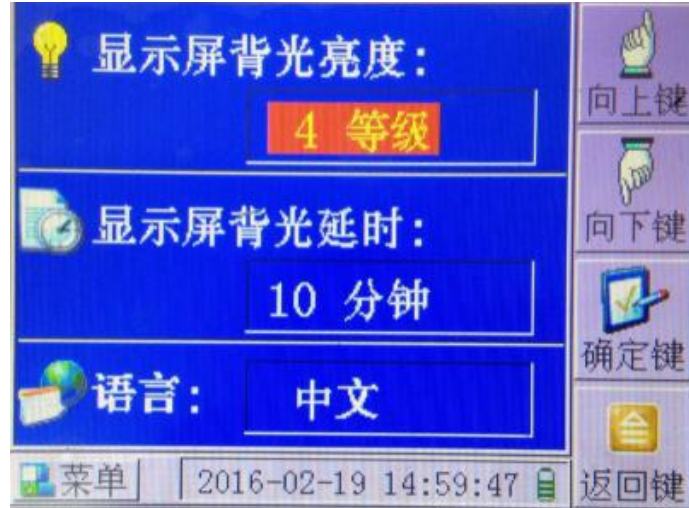 显示屏背光亮度：
4 等级
显示屏背光延时：
10 分钟
语言： 中文
菜单 2016-02-19 14:59:47
向上键
向下键
确定键
返回键